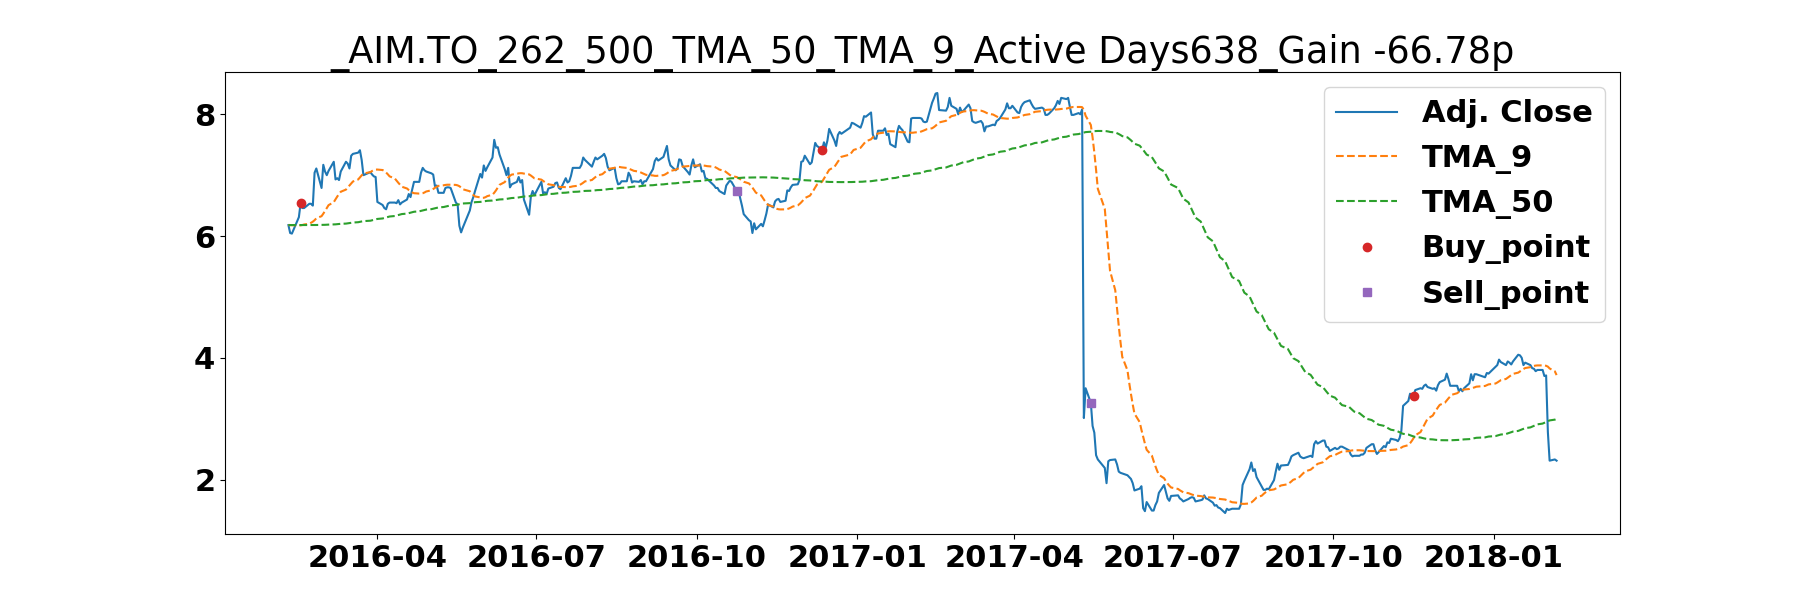 _AIM.TO_262_500_TMA_50_TMA_9_Active Days638_Gain -66.78p
8
6
4
2
Adj. Close
TMA_9
TMA_50
Buy_point
Sell_point
2016-04 2016-07 2016-10 2017-01 2017-04 2017-07 2017-10 2018-01